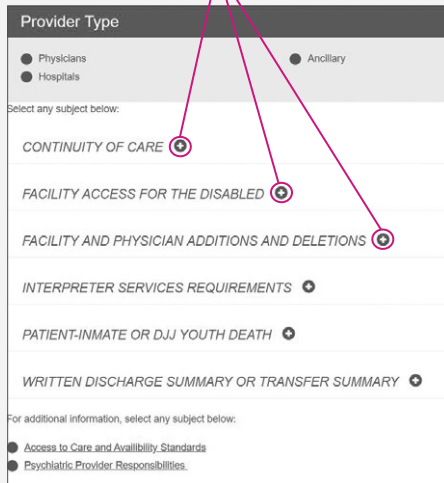 Provider Type
Physicians
Ancillary
Hospitals
Select any subject below:
CONTINUITY OF CARE
FACILITY ACCESS FOR THE DISABLED
FACILITY AND PHYSICIAN ADDITIONS AND DELETIONS
INTERPRETER SERVICES REQUIREMENTS
PATIENT-INMATE OR DJJ YOUTH DEATH
WRITTEN DISCHARGE SUMMARY OR TRANSFER SUMMARY
For additional information, select any subject below:
Access to Care and Availibility Standards
Psychiatric Provider Responsibilities